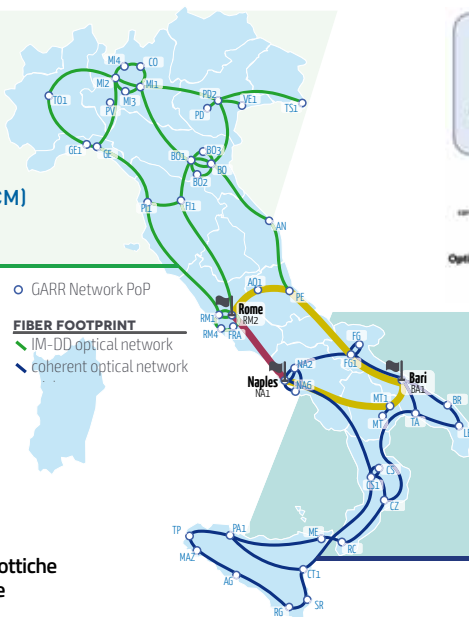 MI4
CO
MI2
MI1
TO1
PV
MI3
PD2
VE1
PD
TS1
GE1
GE
BO3
BO1
BO
BO2
CM)
PI1
FI1
AN
GARR Network PoP
AQ1
PE
RM1
Rome
RM2
RM4
FRA
FIBER FOOTPRINT
IM-DD optical network
coherent optical network
FG
FG1
NA2
Naples
NA1
NA6
Bari
BA1
MT1
MT
TA
BR
CS
CS1
CZ
TP
PA1
ME
RC
MAZ
AG
CT1
SR
RG
ottiche
e